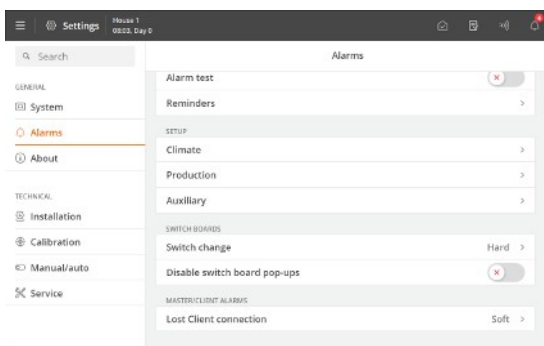 Settings
House 1
08:03, Day 0
Search
Alarms
GENERAL
System
Alarms
About
TECHNICAL
Installation
Calibration
Manual/auto
Service
Alarm test
Reminders
SETUP
Climate
Production
Auxiliary
SWITCH BOARDS
Switch change Hard
Disable switch board pop-ups
MASTER/CLIENT ALARMS
Lost Client connection Soft